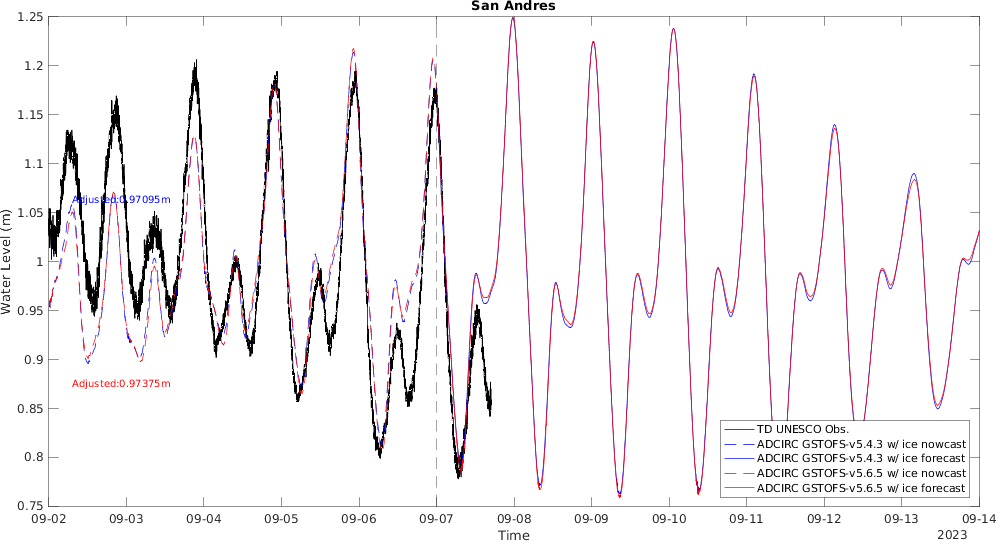 San Andres
1.25
1.2
1.15
1.1
1.05
1
0.95
0.9
0.85
0.8
0.75
Water Level (m)
Adjusted:0.97095m
Adjusted:0.97375m
TD UNESCO Obs.
ADCIRC GSTOFS-v5.4.3 w/ ice nowcast
ADCIRC GSTOFS-v5.4.3 w/ ice forecast
ADCIRC GSTOFS-v5.6.5 w/ ice nowcast
ADCIRC GSTOFS-v5.6.5 w/ ice forecast
09-02 09-03 09-04 09-05 09-06 09-07 09-08 09-09 09-10 09-11 09-12 09-13 09-14
Time
2023